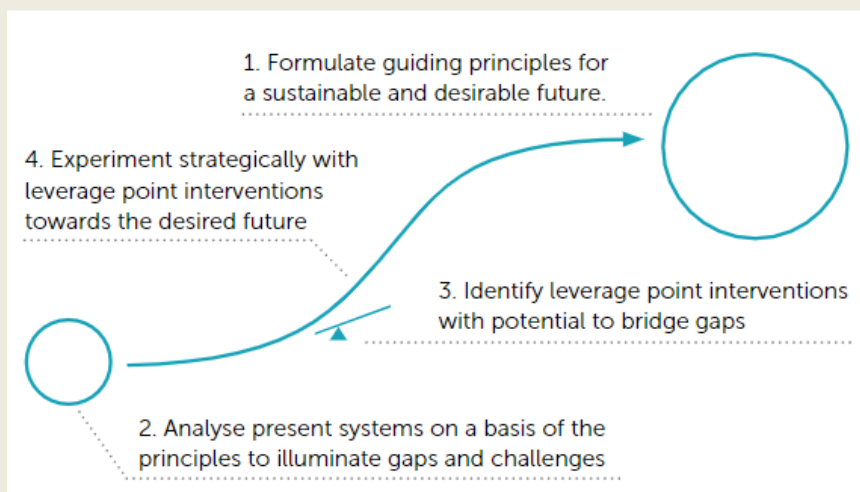 1. Formulate guiding principles for
a sustainable and desirable future.
4. Experiment strategically with
leverage point interventions
towards the desired future
3. Identify leverage point interventions
with potential to bridge gaps
2. Analyse present systems on a basis of the
principles to illuminate gaps and challenges